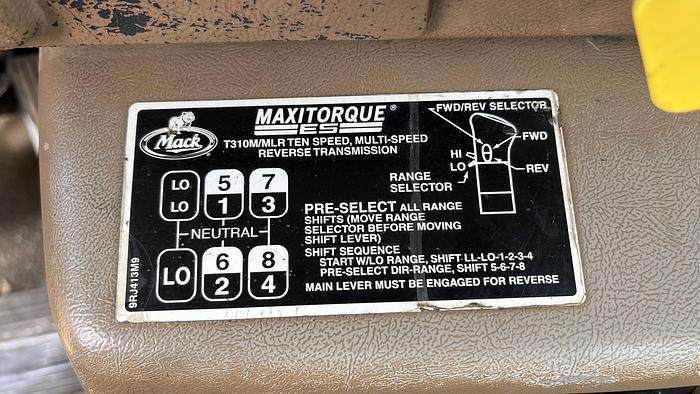 Mack
MAXITORQUE®
ES
T310M/MLR TEN SPEED, MULTI-SPEED
REVERSE TRANSMISSION
FWD/REV SELECTOR
FWD
HI
LO
REV
RANGE
SELECTOR
LO 5 7
LO 1 3
NEUTRAL
LO 6 8
2 4
PRE-SELECT ALL RANGE
SHIFTS (MOVE RANGE
SELECTOR BEFORE MOVING
SHIFT LEVER)
SHIFT SEQUENCE
START W/LO RANGE, SHIFT LL-LO-1-2-3-4
PRE-SELECT DIR-RANGE, SHIFT 5-6-7-8
MAIN LEVER MUST BE ENGAGED FOR REVERSE
9RJ413M9